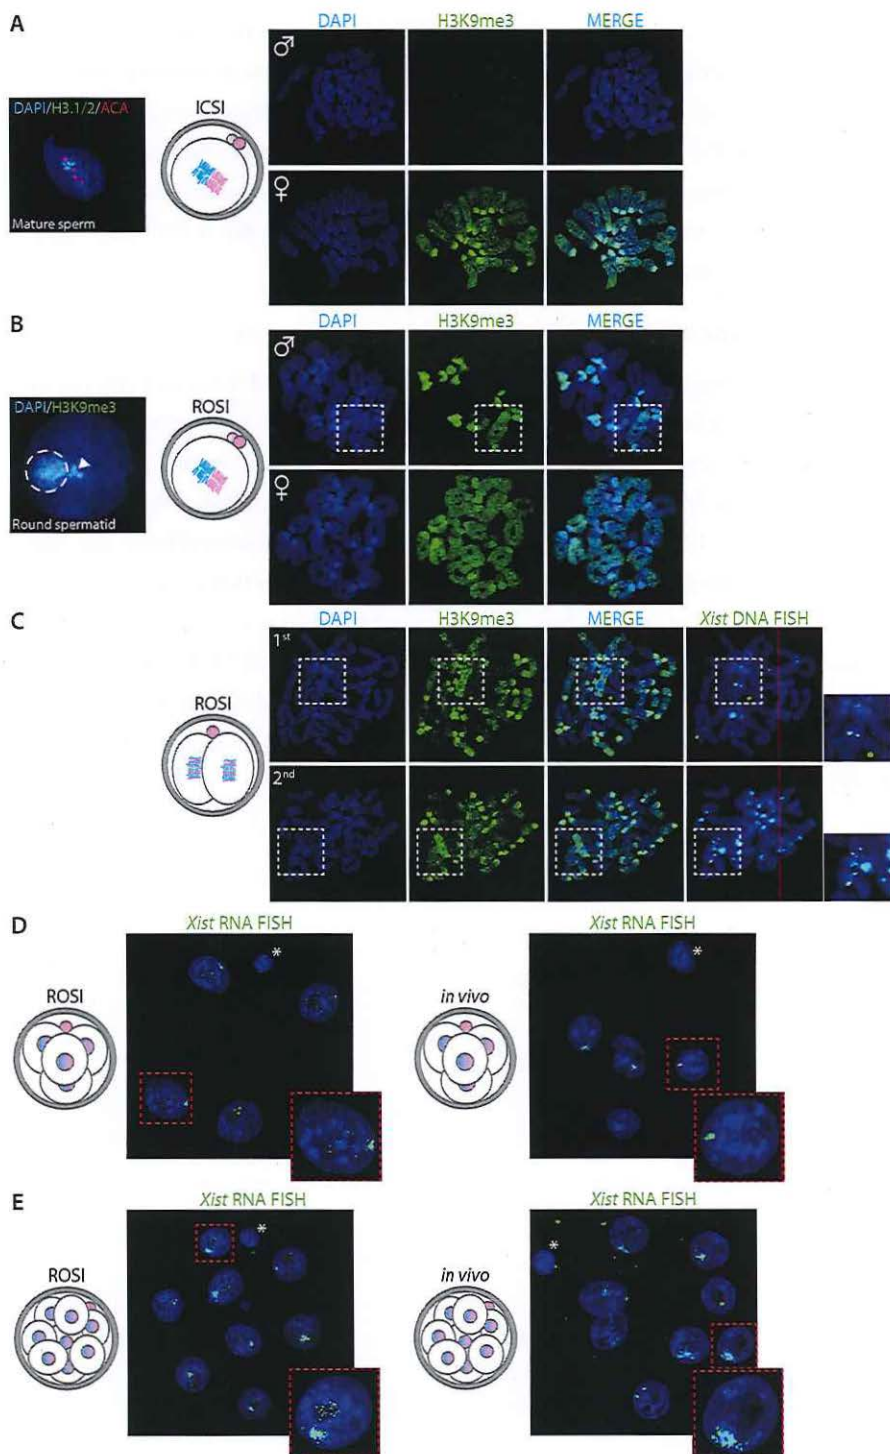 A
DAPI H3K9me3 MERGE
♂
DAPI/H3.1/2/ACA
ICSI
♀
Mature sperm
B
DAPI H3K9me3 MERGE
♂
DAPI/H3K9me3
ROSI
♀
Round spermatid
C
DAPI H3K9me3 MERGE Xist DNA FISH
1st
ROSI
2nd
D
Xist RNA FISH Xist RNA FISH
* *
ROSI in vivo
E
Xist RNA FISH Xist RNA FISH
* *
ROSI in vivo